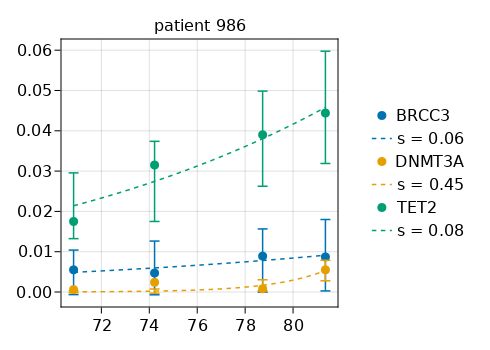 patient 986
0.06
0.05
0.04
0.03
0.02
0.01
0.00
72 74 76 78 80
BRCC3
s = 0.06
DNMT3A
s = 0.45
TET2
s = 0.08